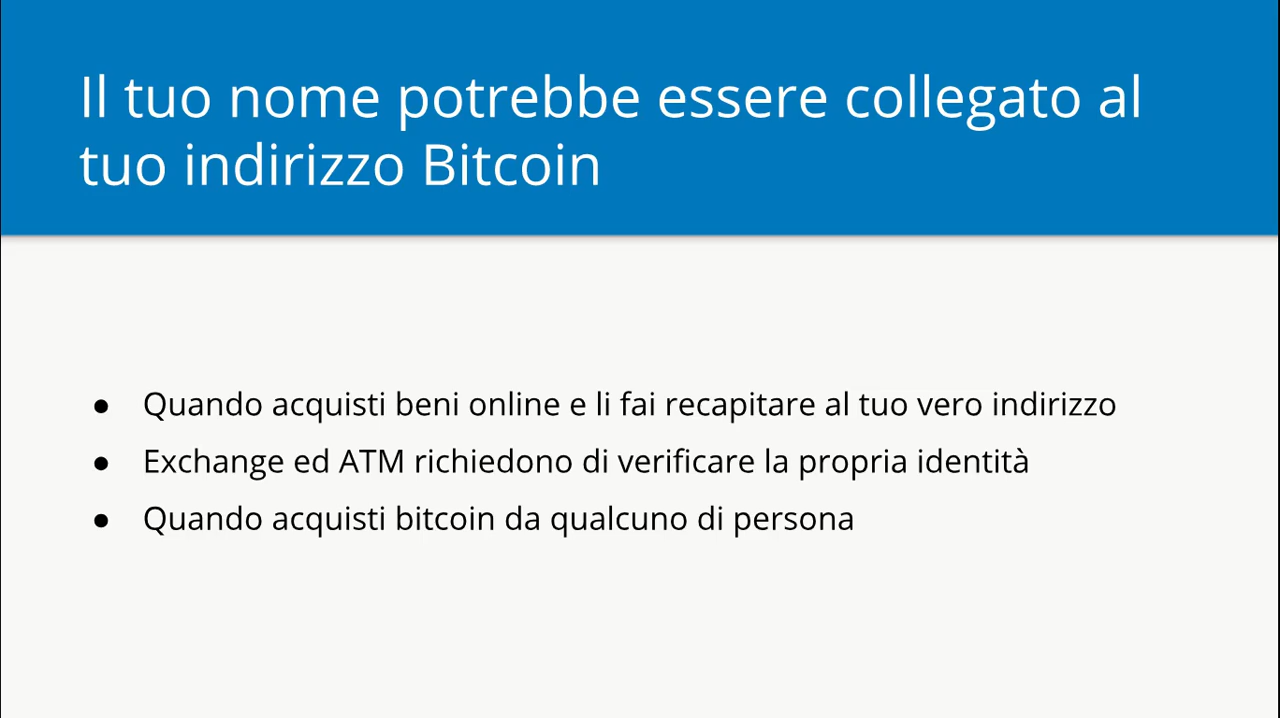 Il tuo nome potrebbe essere collegato al
tuo indirizzo Bitcoin
● Quando acquisti beni online e li fai recapitare al tuo vero indirizzo
● Exchange ed ATM richiedono di verificare la propria identità
● Quando acquisti bitcoin da qualcuno di persona